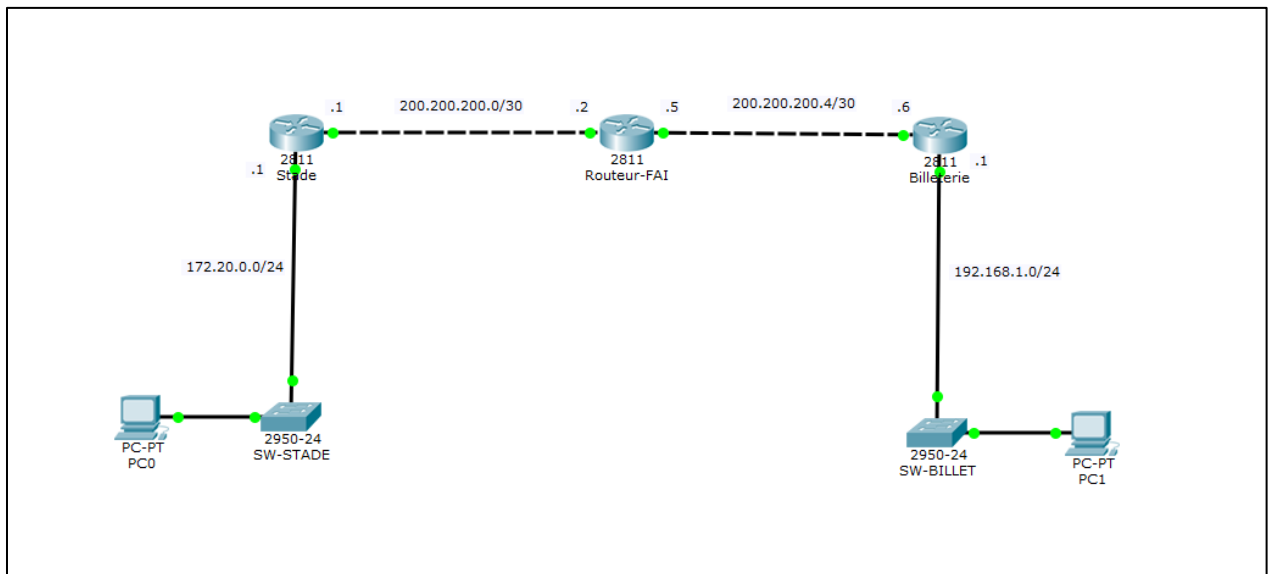 .1
200.200.200.0/30
.2
.5
200.200.200.4/30
.6
2811
Stade
.1
2811
Routeur-FAI
2811
Billeterie
.1
172.20.0.0/24
192.168.1.0/24
PC-PT
PC0
2950-24
SW-STADE
2950-24
SW-BILLET
PC-PT
PC1